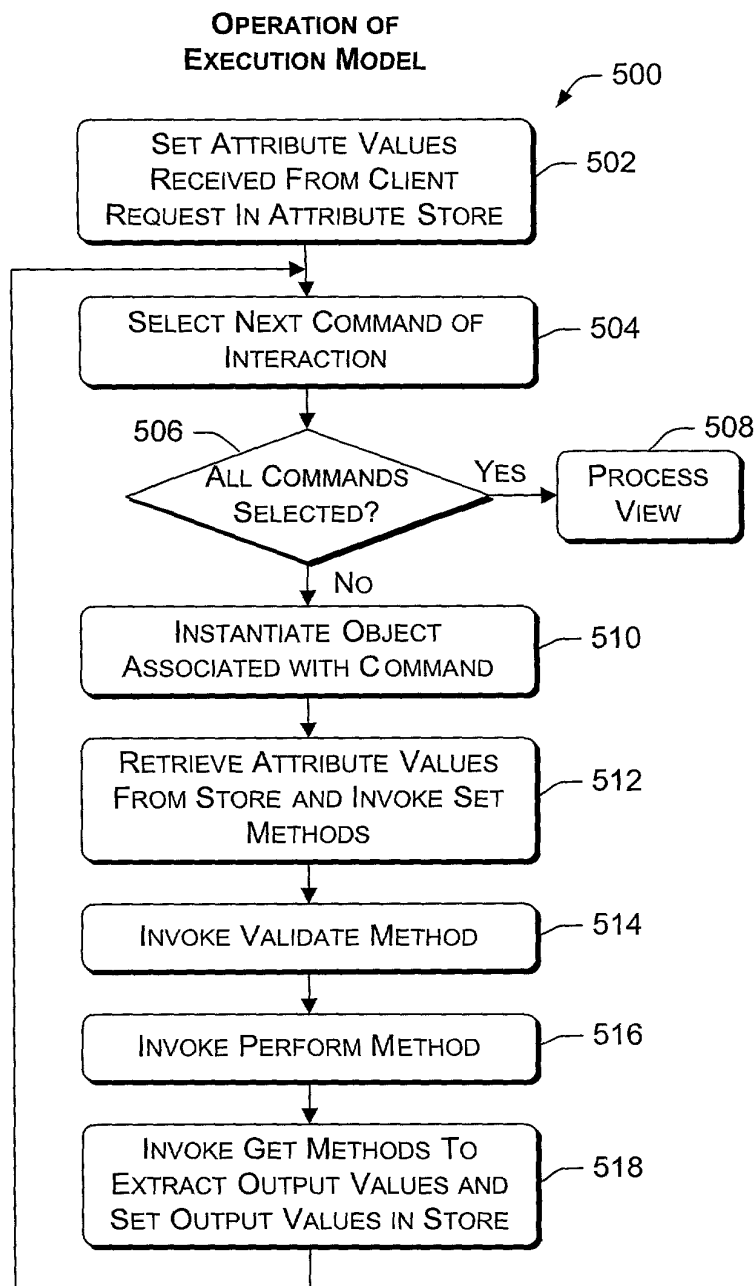 OPERATION OF
EXECUTION MODEL
500
SET ATTRIBUTE VALUES
RECEIVED FROM CLIENT
REQUEST IN ATTRIBUTE STORE
502
SELECT NEXT COMMAND OF
INTERACTION
504
506
ALL COMMANDS
SELECTED?
YES
508
PROCESS
VIEW
NO
INSTANTIATE OBJECT
ASSOCIATED WITH COMMAND
510
RETRIEVE ATTRIBUTE VALUES
FROM STORE AND INVOKE SET
METHODS
512
INVOKE VALIDATE METHOD
514
INVOKE PERFORM METHOD
516
INVOKE GET METHODS TO
EXTRACT OUTPUT VALUES AND
SET OUTPUT VALUES IN STORE
518